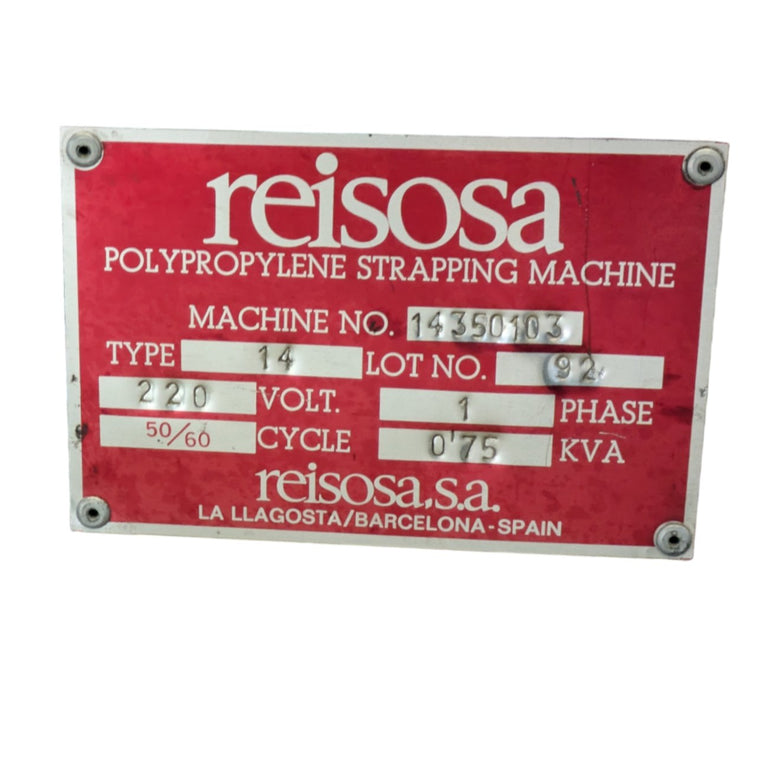 reisosa
POLYPROPYLENE STRAPPING MACHINE
MACHINE NO. 14350103
TYPE 14 LOT NO. 92
220 VOLT. 1 PHASE
50/60 CYCLE 0'75 KVA
reisosa,s.a.
LA LLAGOSTA/BARCELONA-SPAIN